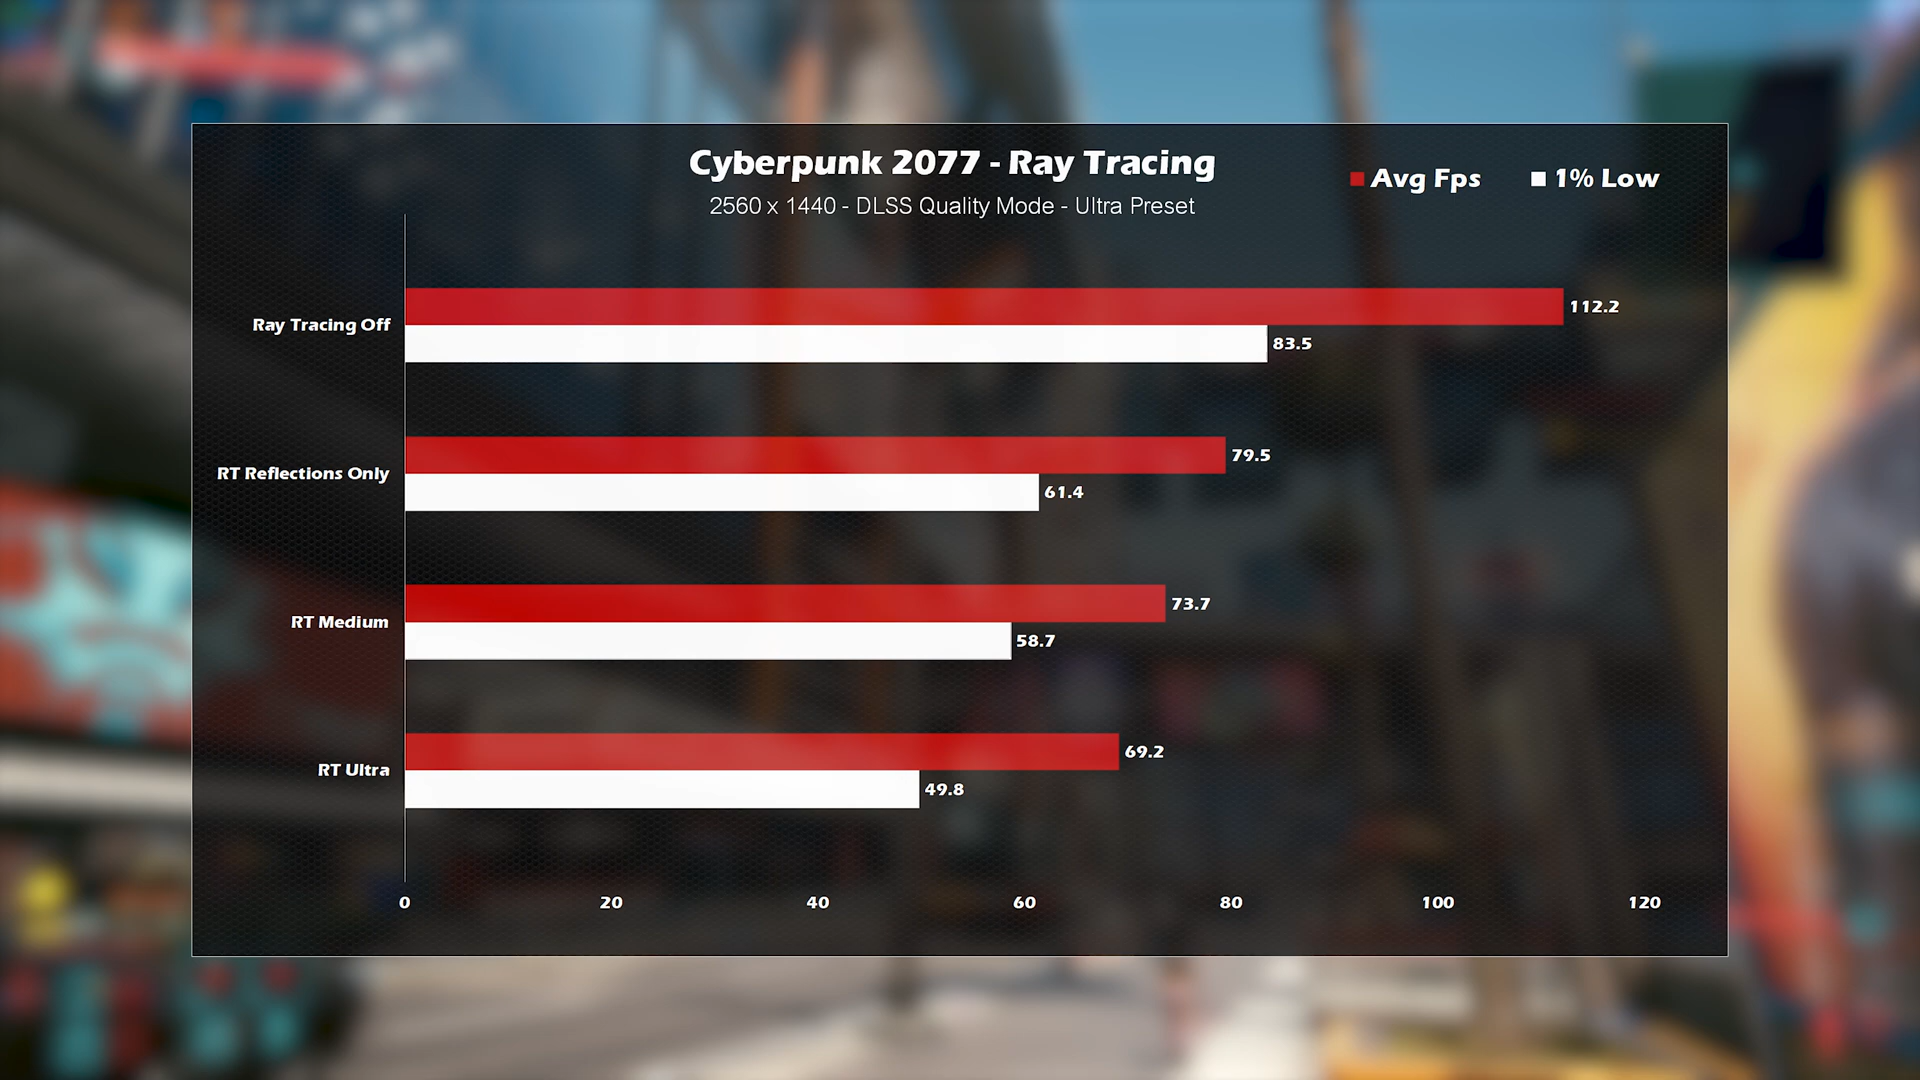 Cyberpunk 2077 - Ray Tracing
2560 x 1440 - DLSS Quality Mode - Ultra Preset
Avg Fps 1% Low
Ray Tracing Off
112.2
83.5
RT Reflections Only
79.5
61.4
RT Medium
73.7
58.7
RT Ultra
69.2
49.8
0 20 40 60 80 100 120